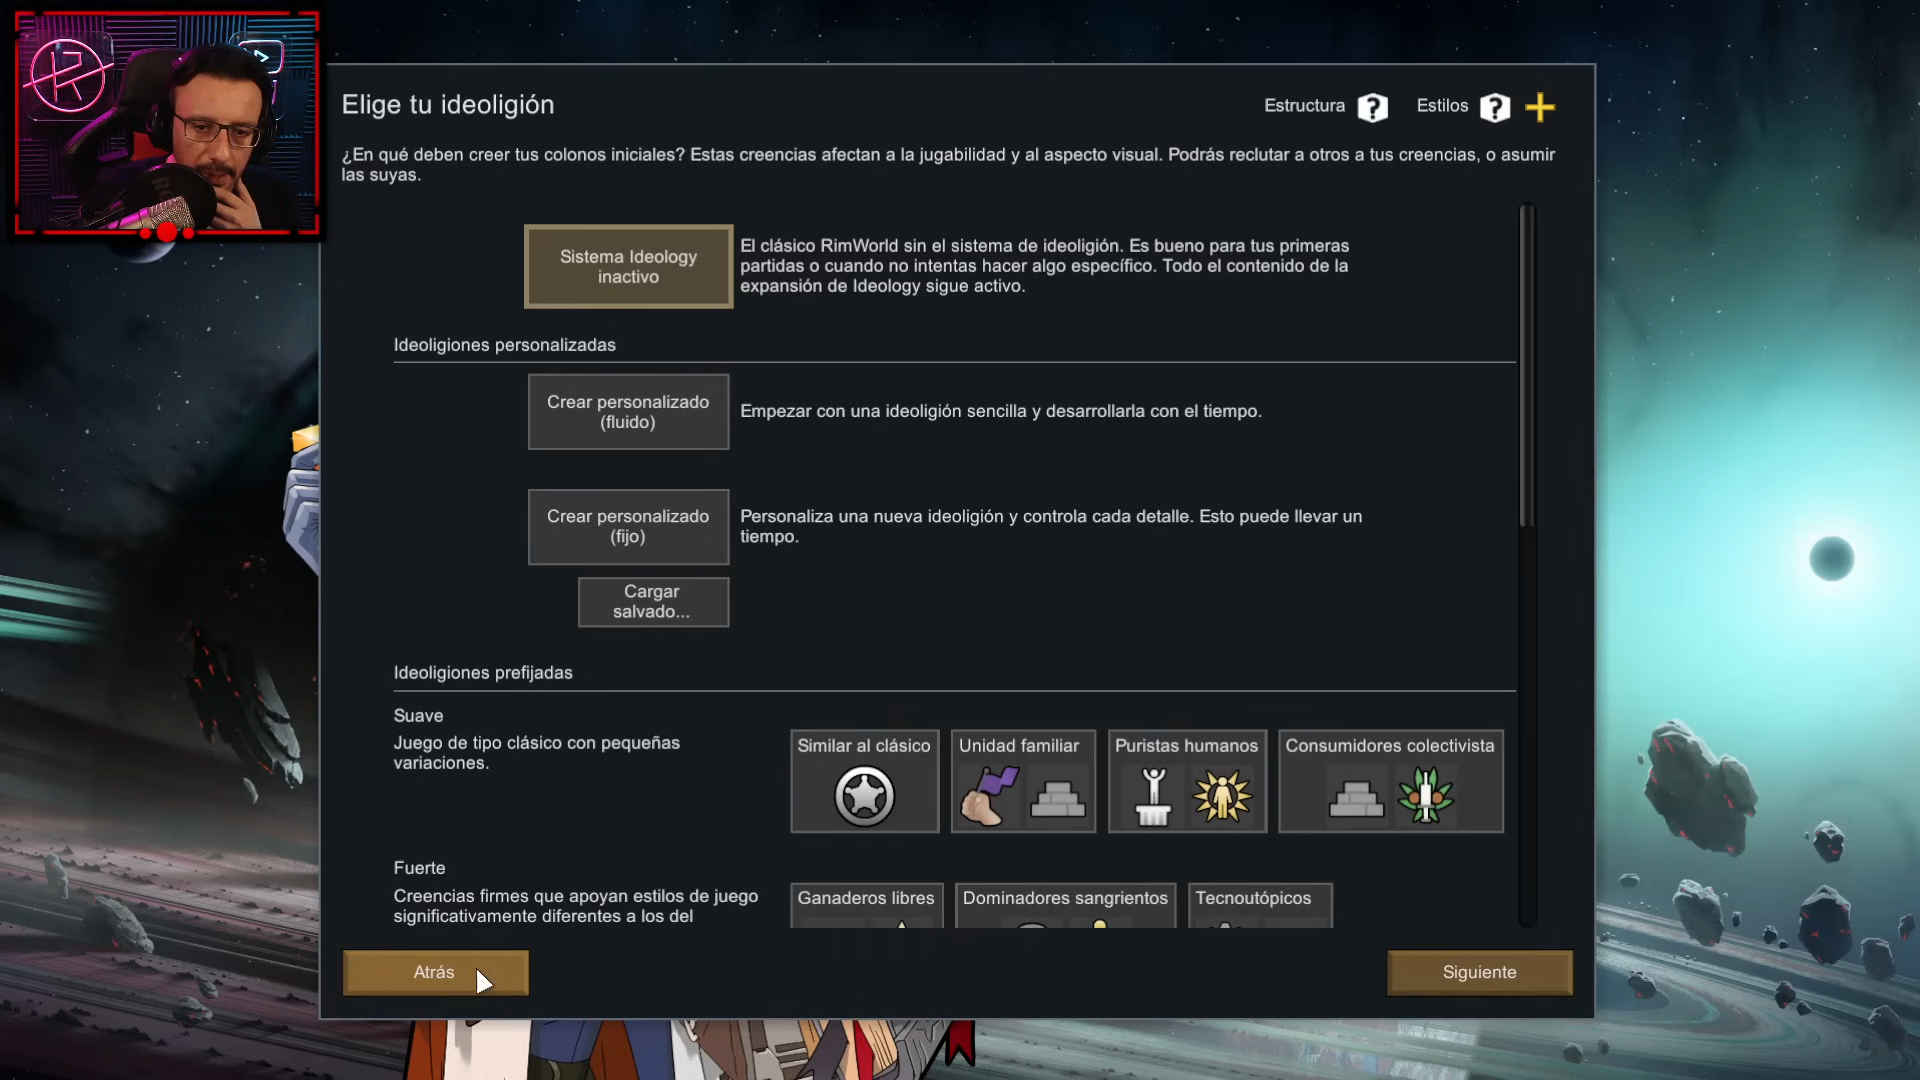 Elige tu ideoligión
Estructura
Estilos
¿En qué deben creer tus colonos iniciales? Estas creencias afectan a la jugabilidad y al aspecto visual. Podrás reclutar a otros a tus creencias, o asumir
las suyas.
Sistema Ideology
inactivo
El clásico RimWorld sin el sistema de ideoligión. Es bueno para tus primeras
partidas o cuando no intentas hacer algo específico. Todo el contenido de la
expansión de Ideology sigue activo.
Ideoligiones personalizadas
Crear personalizado
(fluido)
Empezar con una ideoligión sencilla y desarrollarla con el tiempo.
Crear personalizado
(fijo)
Personaliza una nueva ideoligión y controla cada detalle. Esto puede llevar un
tiempo.
Cargar
salvado...
Ideoligiones prefijadas
Suave
Juego de tipo clásico con pequeñas
variaciones.
Similar al clásico
Unidad familiar
Puristas humanos
Consumidores colectivista
Fuerte
Creencias firmes que apoyan estilos de juego
significativamente diferentes a los del
Ganaderos libres
Dominadores sangrientos
Tecnoutópicos
Atrás
Siguiente